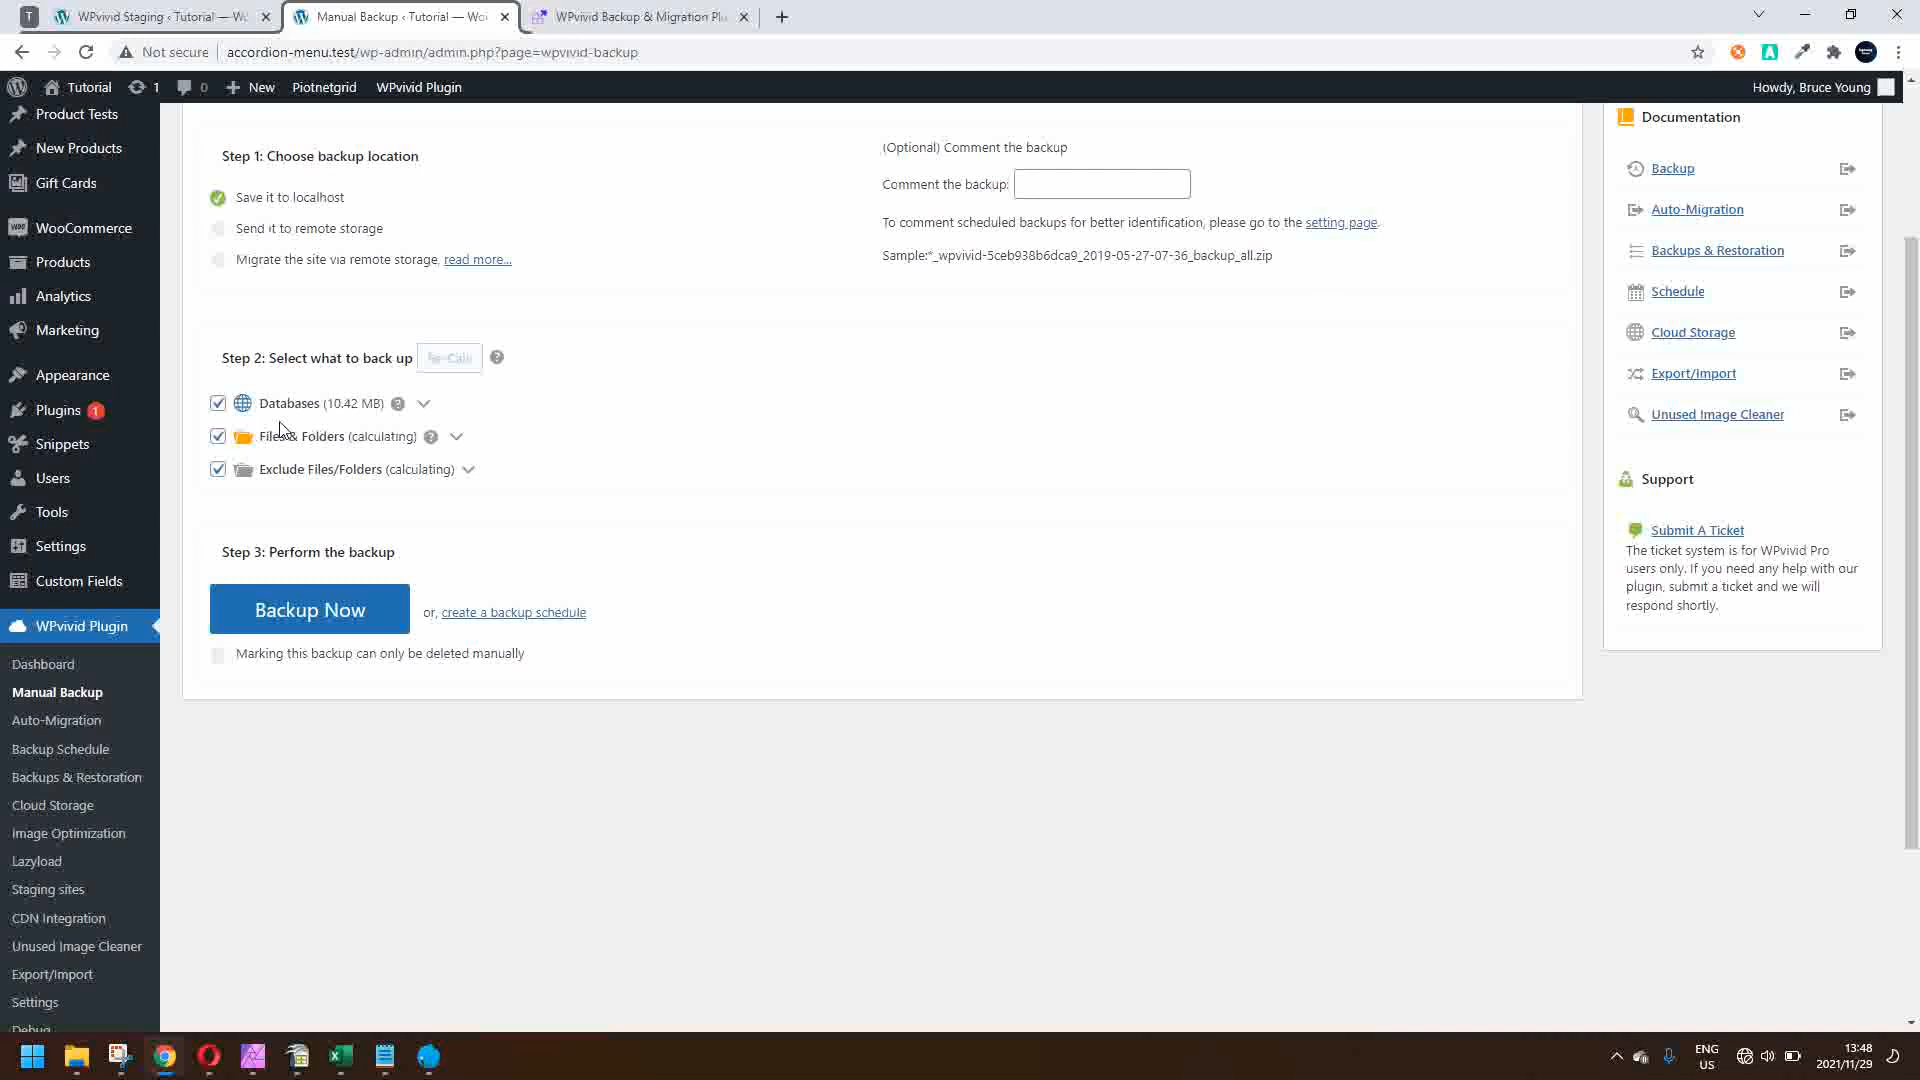 T
WPvivid Staging ‹ Tutorial — Wo
Manual Backup ‹ Tutorial — Wo
WPvivid Backup & Migration Plu
Not secure
accordion-menu.test/wp-admin/admin.php?page=wpvivid-backup
Tutorial
1
0
New
Piotnetgrid
WPvivid Plugin
Howdy, Bruce Young
Product Tests
New Products
Gift Cards
WooCommerce
Products
Analytics
Marketing
Appearance
Plugins 1
Snippets
Users
Tools
Settings
Custom Fields
WPvivid Plugin
Dashboard
Manual Backup
Auto-Migration
Backup Schedule
Backups & Restoration
Cloud Storage
Image Optimization
Lazyload
Staging sites
CDN Integration
Unused Image Cleaner
Export/Import
Settings
Debug
Step 1: Choose backup location
Save it to localhost
Send it to remote storage
Migrate the site via remote storage, read more...
(Optional) Comment the backup
Comment the backup:
To comment scheduled backups for better identification, please go to the setting page.
Sample:*_wpvivid-5ceb938b6dca9_2019-05-27-07-36_backup_all.zip
Step 2: Select what to back up
Re-Calc
?
Databases (10.42 MB) ?
Files & Folders (calculating) ?
Exclude Files/Folders (calculating)
Step 3: Perform the backup
Backup Now
or, create a backup schedule
Marking this backup can only be deleted manually
Documentation
Backup
Auto-Migration
Backups & Restoration
Schedule
Cloud Storage
Export/Import
Unused Image Cleaner
Support
Submit A Ticket
The ticket system is for WPvivid Pro
users only. If you need any help with our
plugin, submit a ticket and we will
respond shortly.
ENG
US
13:48
2021/11/29